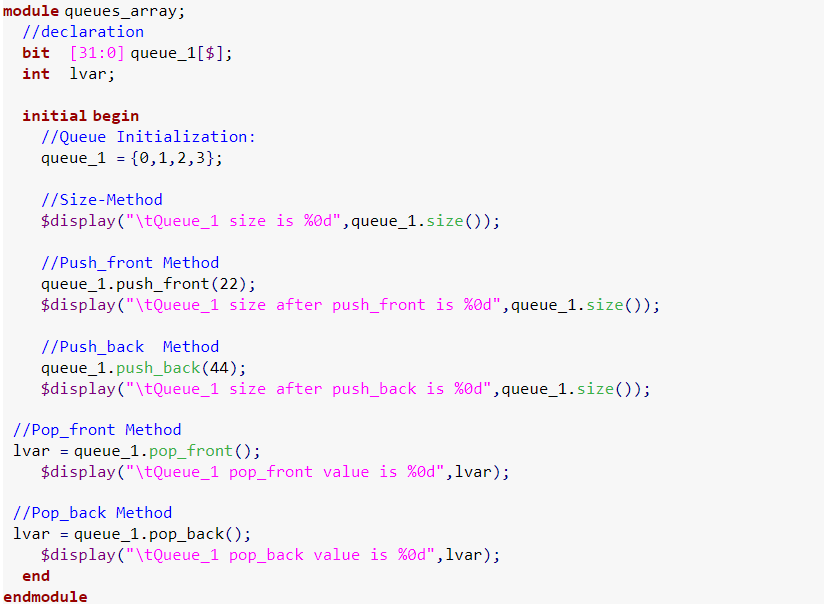 module queues_array;
  //declaration
  bit  [31:0] queue_1[$];
  int  lvar;

  initial begin
    //Queue Initialization:
    queue_1 = {0,1,2,3};

    //Size-Method
    $display("\tQueue_1 size is %0d",queue_1.size());

    //Push_front Method
    queue_1.push_front(22);
    $display("\tQueue_1 size after push_front is %0d",queue_1.size());

    //Push_back  Method
    queue_1.push_back(44);
    $display("\tQueue_1 size after push_back is %0d",queue_1.size());

 //Pop_front Method
 lvar = queue_1.pop_front();
    $display("\tQueue_1 pop_front value is %0d",lvar);

 //Pop_back Method
 lvar = queue_1.pop_back();
    $display("\tQueue_1 pop_back value is %0d",lvar);
  end
endmodule